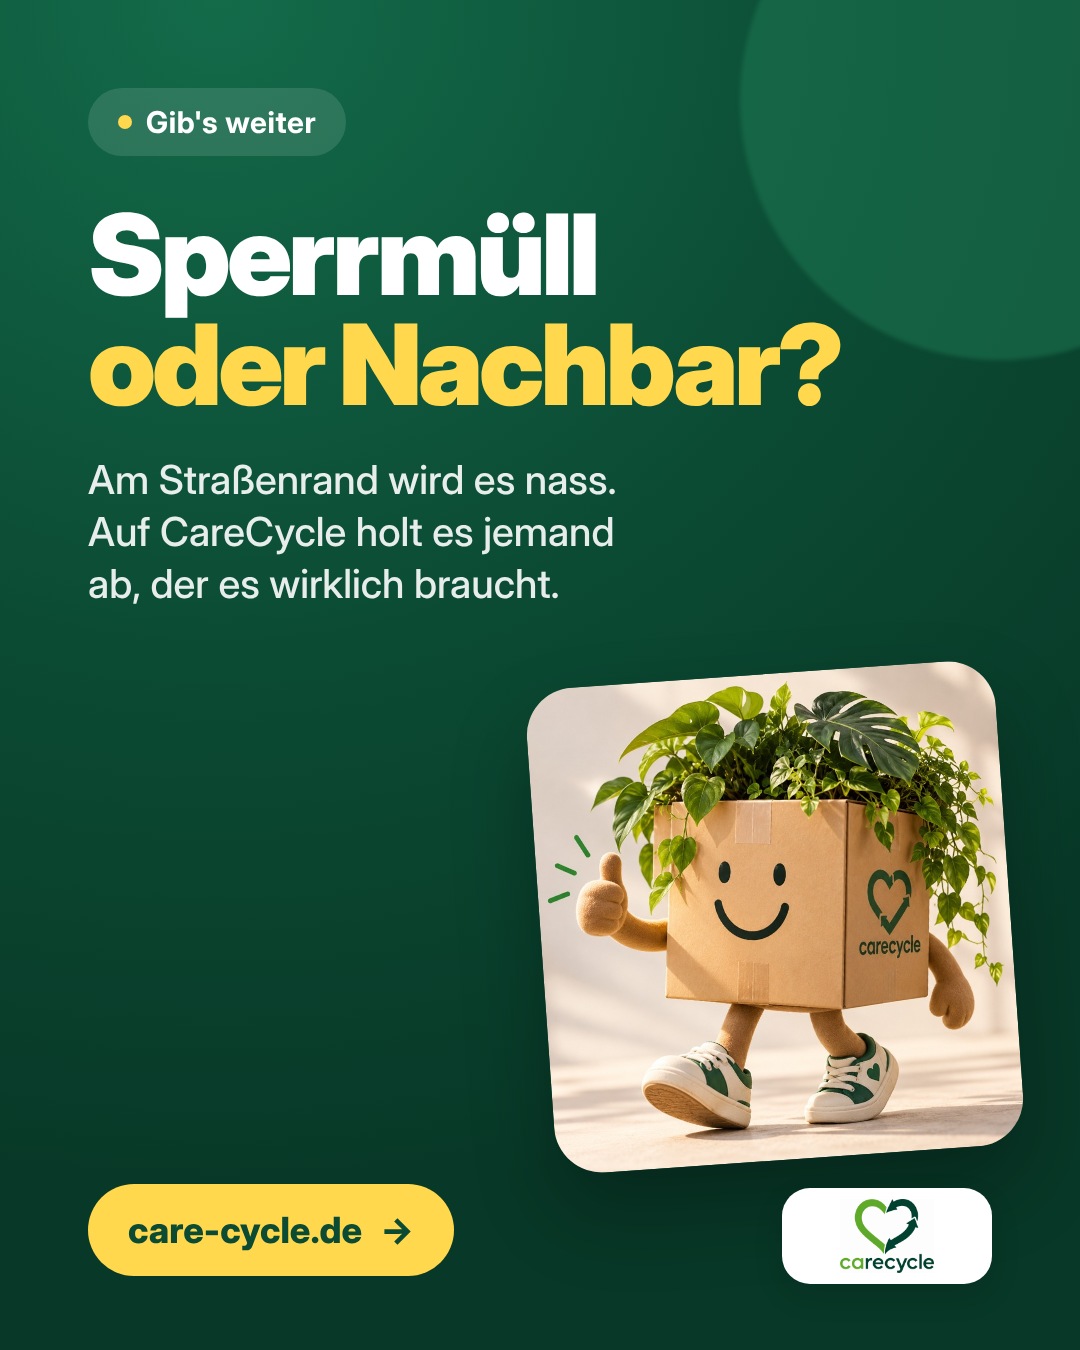 Gib's weiter
Sperrmüll
oder Nachbar?
Am Straßenrand wird es nass.
Auf CareCycle holt es jemand
ab, der es wirklich braucht.
carecycle
care-cycle.de →
carecycle